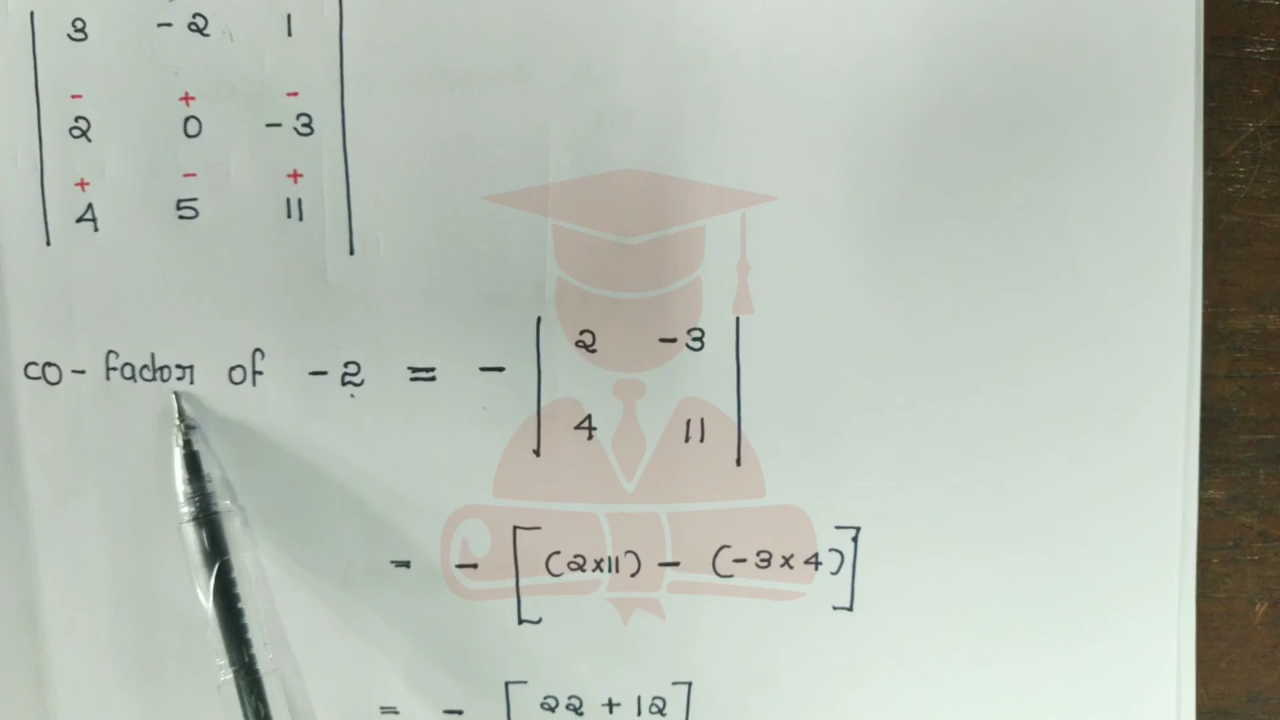 3 -2 1
- + -
2 0 -3
+ - +
4 5 11
co-factor of -2 = - | 2 -3 |
| 4 11 |
= - [ (2x11) - (-3x4) ]
= - [ 22 + 12 ]